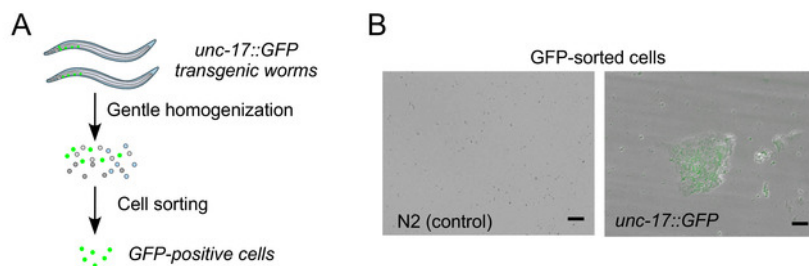 A
unc-17::GFP
transgenic worms
Gentle homogenization
Cell sorting
GFP-positive cells
B
GFP-sorted cells
N2 (control)
unc-17::GFP